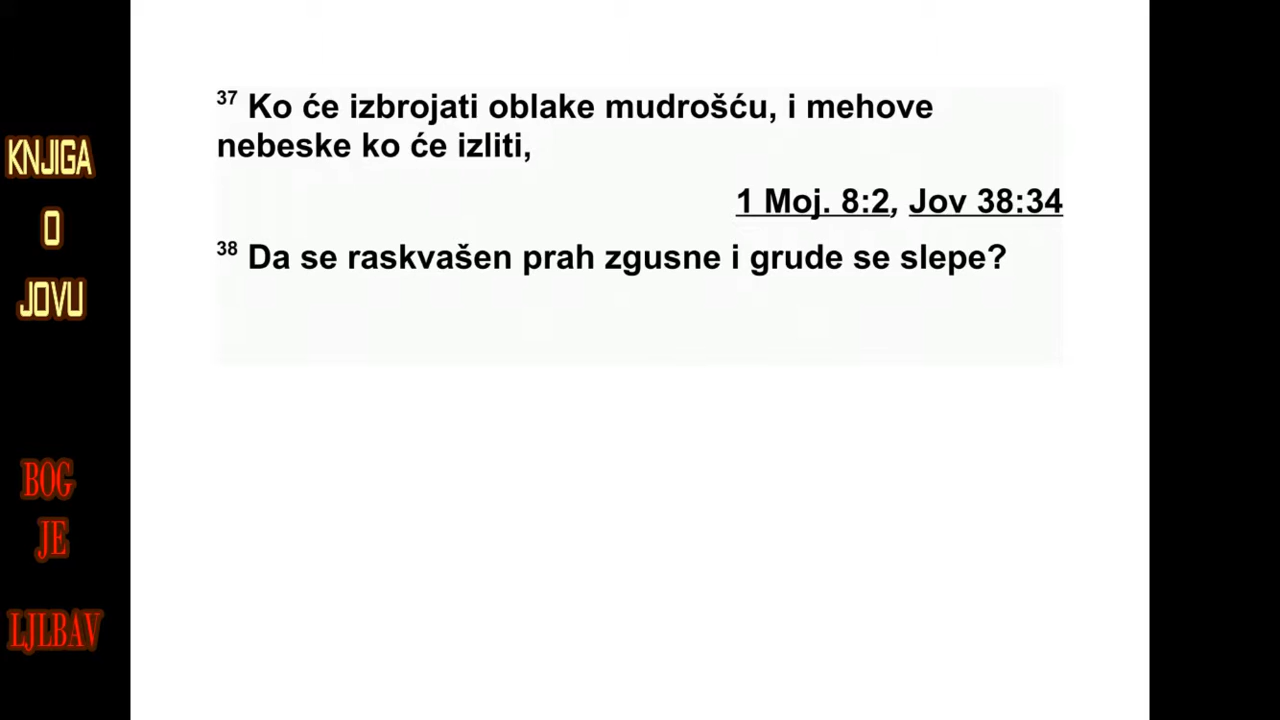 KNJIGA
O
JOVU
BOG
JE
LJLBAV
37 Ko će izbrojati oblake mudrošću, i mehove
nebeske ko će izliti,
1 Moj. 8:2, Jov 38:34
38 Da se raskvašen prah zgusne i grude se slepe?